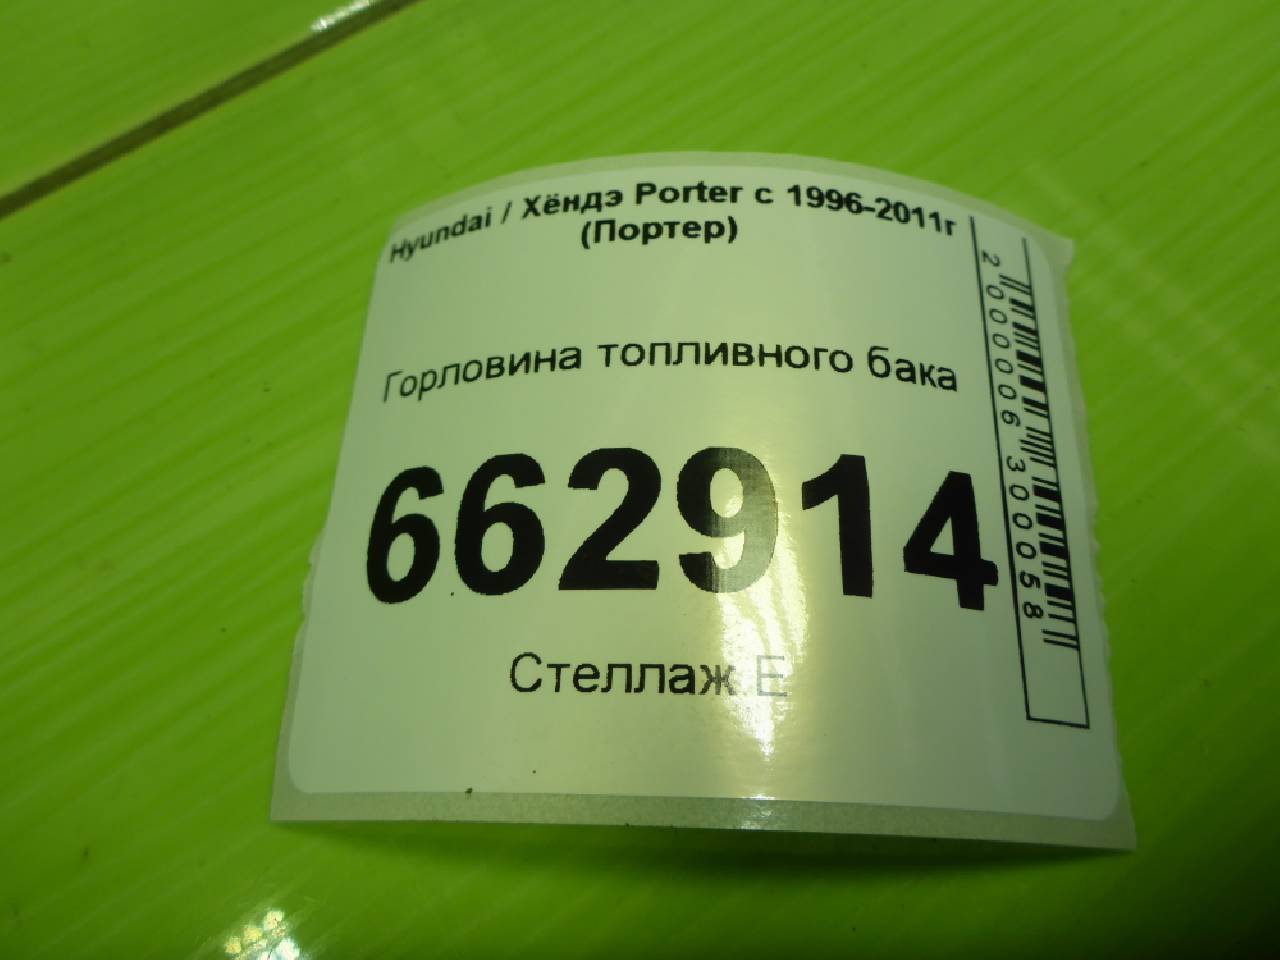 Hyundai / Хёндэ Porter с 1996-2011г
(Портер)
Горловина топливного бака
662914
Стеллаж Е
2000006300058